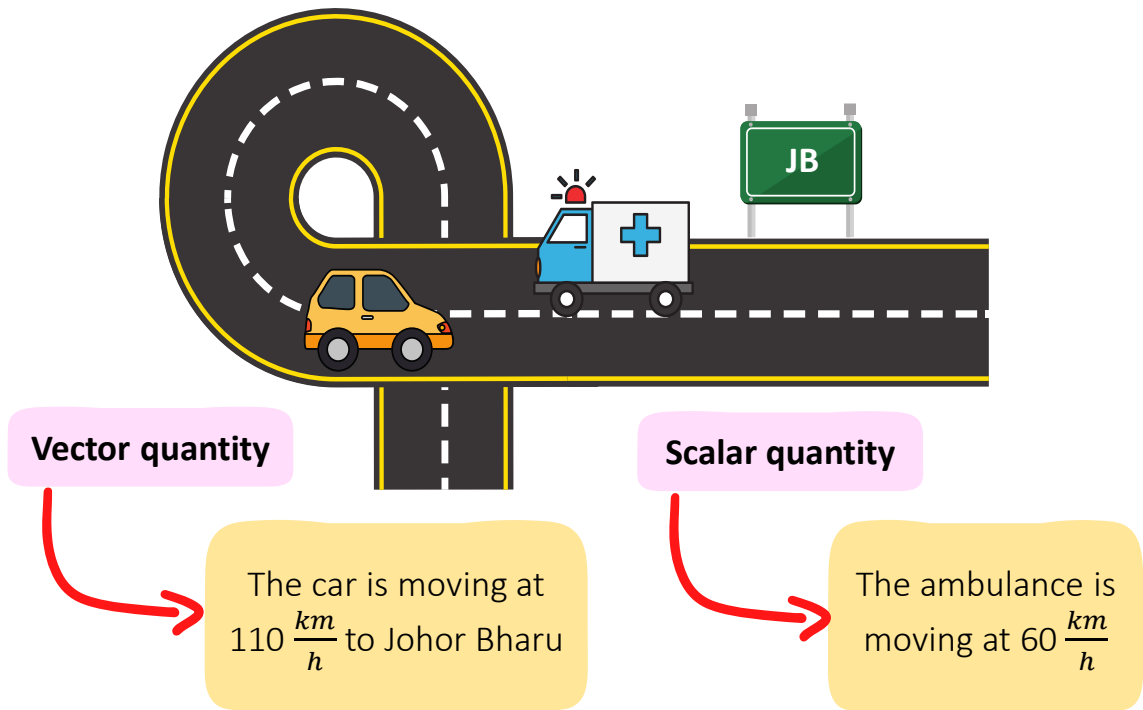 JB
Vector quantity
Scalar quantity
The car is moving at
110 km/h to Johor Bharu
The ambulance is
moving at 60 km/h